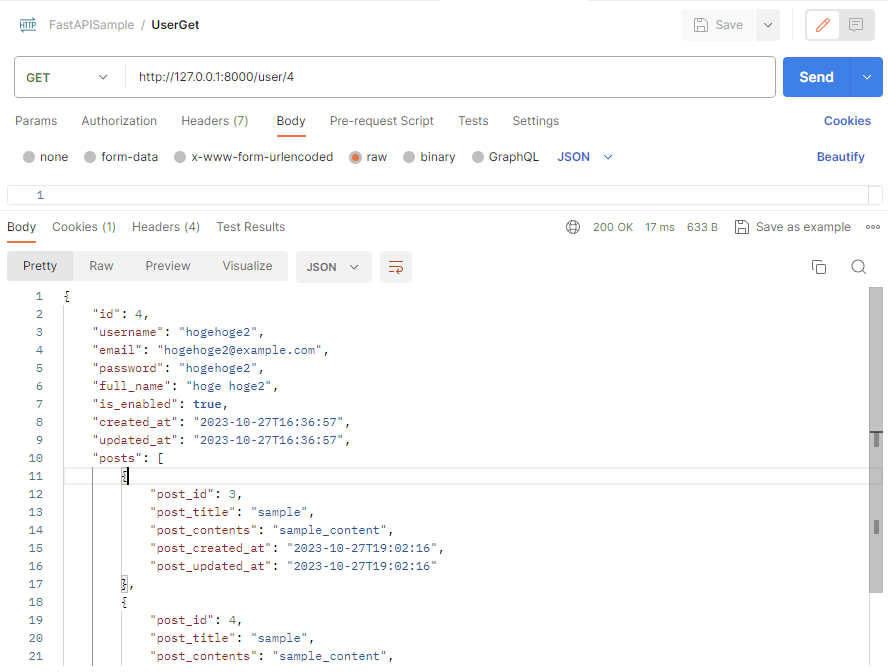 HTTP FastAPISample / UserGet Save
GET http://127.0.0.1:8000/user/4 Send
Params Authorization Headers (7) Body Pre-request Script Tests Settings Cookies
none form-data x-www-form-urlencoded raw binary GraphQL JSON Beautify
1
Body Cookies (1) Headers (4) Test Results 200 OK 17 ms 633 B Save as example
Pretty Raw Preview Visualize JSON
1 {
2 "id": 4,
3 "username": "hogehoge2",
4 "email": "hogehoge2@example.com",
5 "password": "hogehoge2",
6 "full_name": "hoge hoge2",
7 "is_enabled": true,
8 "created_at": "2023-10-27T16:36:57",
9 "updated_at": "2023-10-27T16:36:57",
10 "posts": [
11 {
12 "post_id": 3,
13 "post_title": "sample",
14 "post_contents": "sample_content",
15 "post_created_at": "2023-10-27T19:02:16",
16 "post_updated_at": "2023-10-27T19:02:16"
17 },
18 {
19 "post_id": 4,
20 "post_title": "sample",
21 "post_contents": "sample_content",